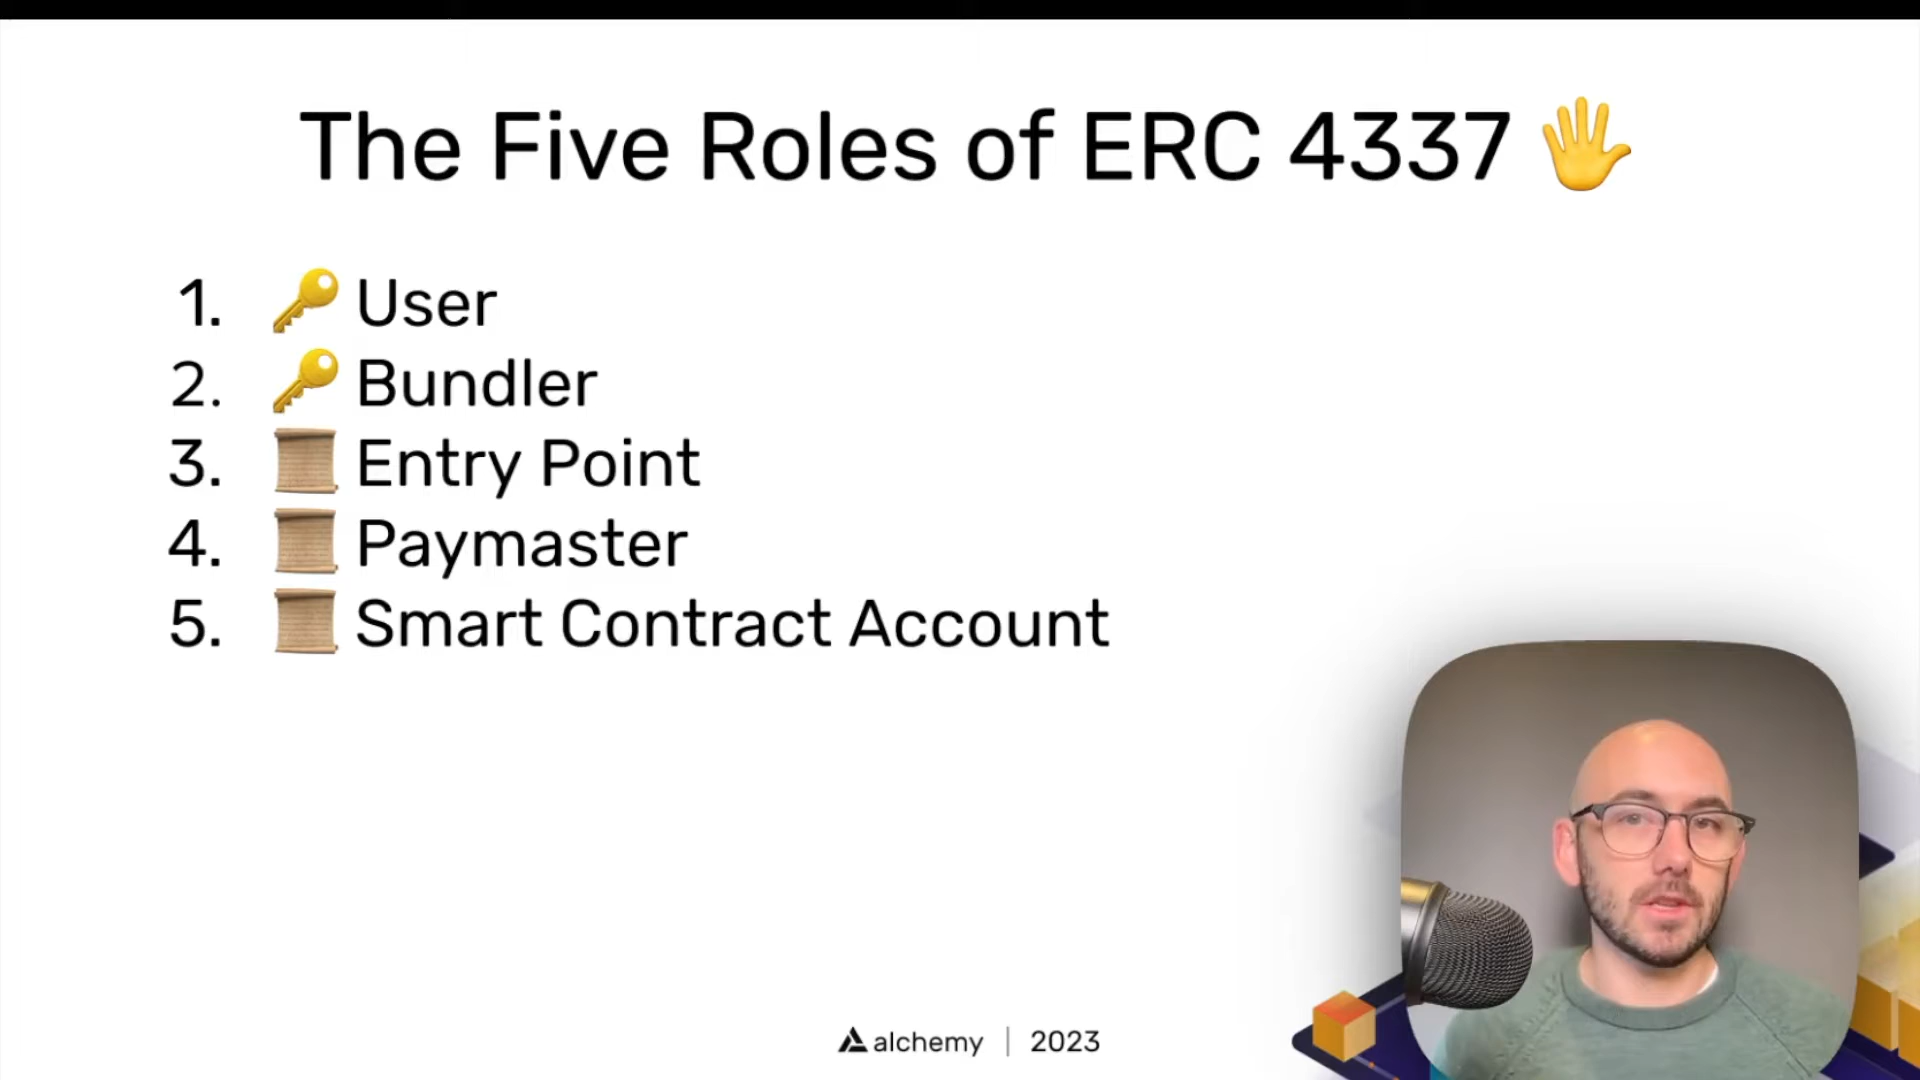 The Five Roles of ERC 4337 🖐
1. 🔑 User
2. 🔑 Bundler
3. 📜 Entry Point
4. 📜 Paymaster
5. 📜 Smart Contract Account
alchemy | 2023